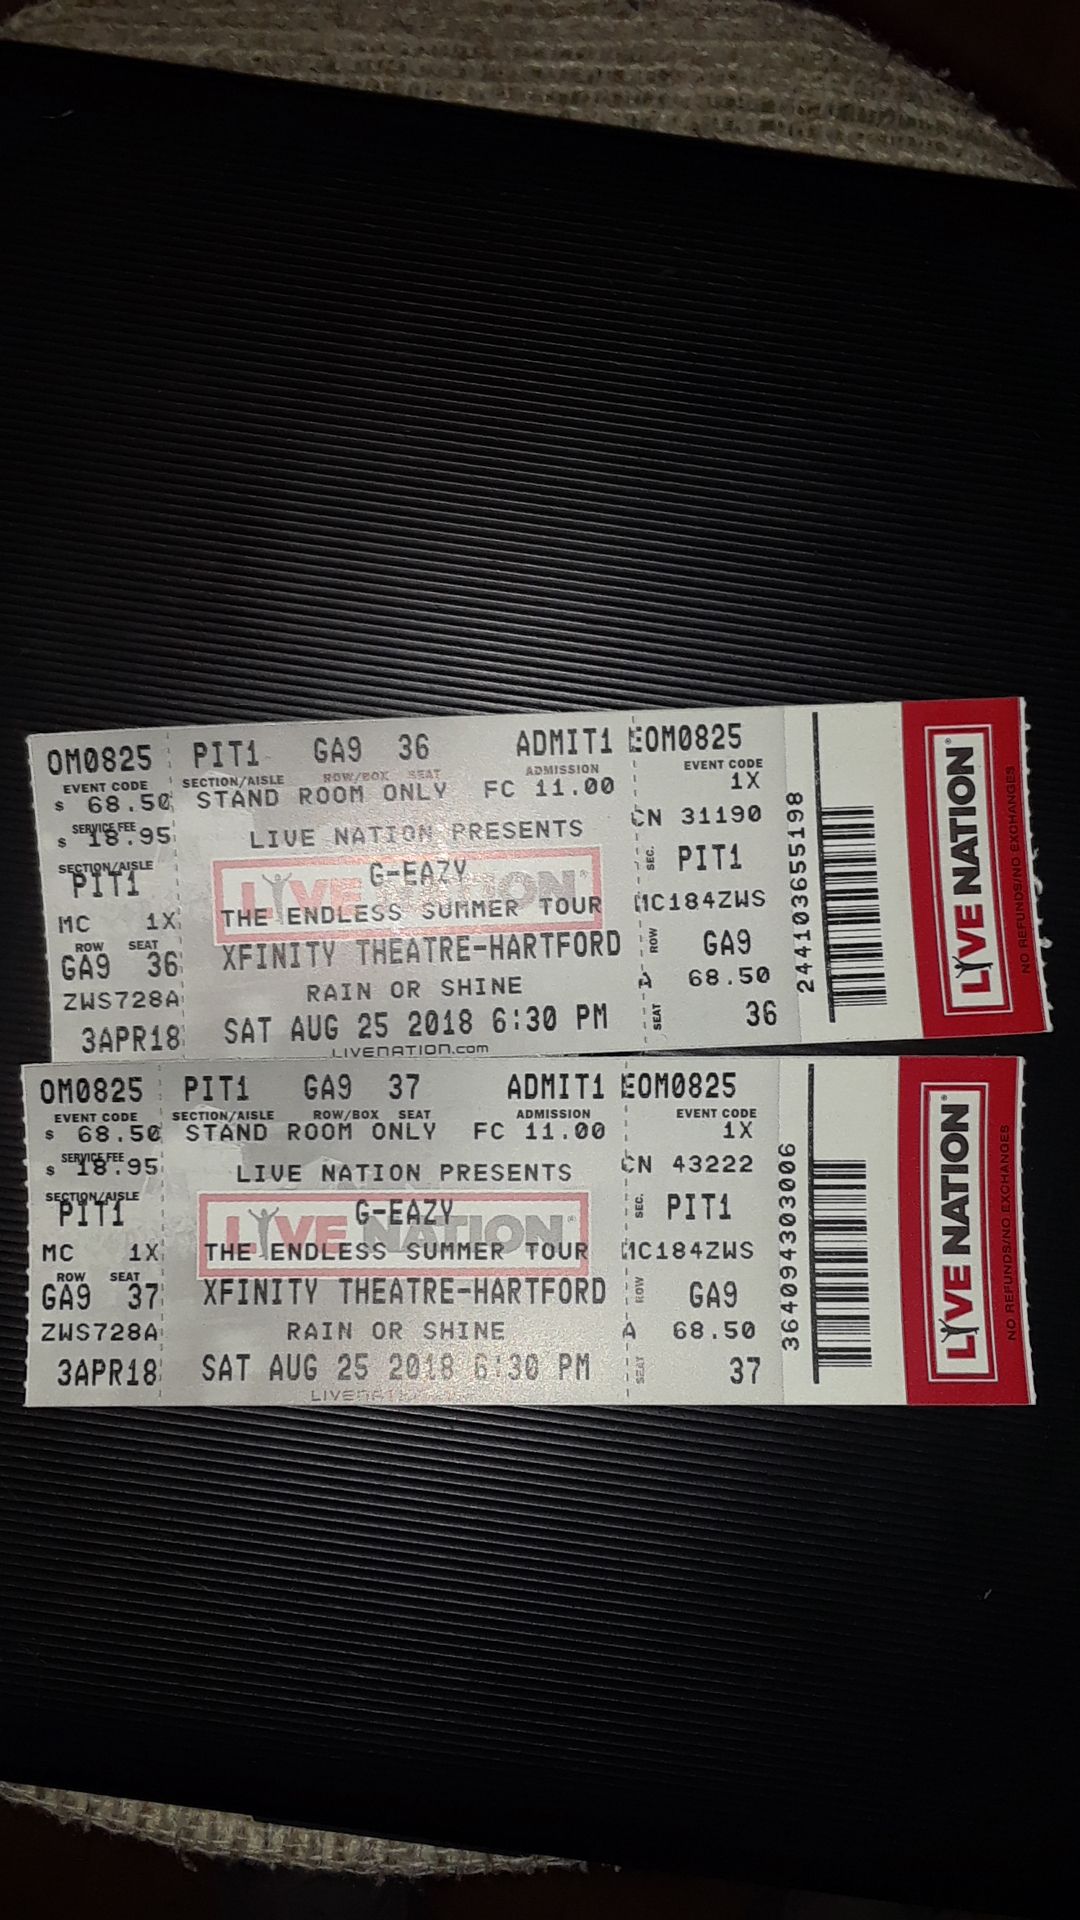 OM0825 PIT1 GA9 36 ADMIT1 EOM0825
EVENT CODE SECTION/AISLE ROW/BOX SEAT ADMISSION EVENT CODE
$ 68.50 STAND ROOM ONLY FC 11.00 1X
SERVICE FEE
$ 18.95 LIVE NATION PRESENTS CN 31190
SECTION/AISLE
PIT1 G-EAZY SEC. PIT1
LIVE NATION
MC 1X THE ENDLESS SUMMER TOUR MC184ZWS
ROW SEAT
GA9 36 XFINITY THEATRE-HARTFORD ROW GA9
ZWS728A RAIN OR SHINE A 68.50
3APR18 SAT AUG 25 2018 6:30 PM SEAT 36
LIVENATION.com
244103655198
LIVE NATION
NO REFUNDS/NO EXCHANGES
OM0825 PIT1 GA9 37 ADMIT1 EOM0825
EVENT CODE SECTION/AISLE ROW/BOX SEAT ADMISSION EVENT CODE
$ 68.50 STAND ROOM ONLY FC 11.00 1X
SERVICE FEE
$ 18.95 LIVE NATION PRESENTS CN 43222
SECTION/AISLE
PIT1 G-EAZY SEC. PIT1
LIVE NATION
MC 1X THE ENDLESS SUMMER TOUR MC184ZWS
ROW SEAT
GA9 37 XFINITY THEATRE-HARTFORD ROW GA9
ZWS728A RAIN OR SHINE A 68.50
3APR18 SAT AUG 25 2018 6:30 PM SEAT 37
364094303006
LIVE NATION
NO REFUNDS/NO EXCHANGES